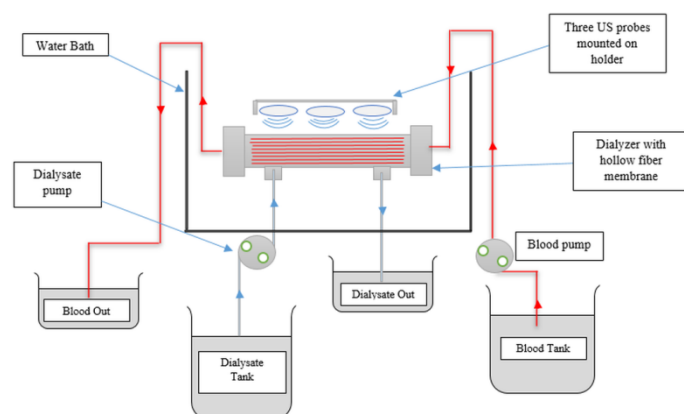 Water Bath
Three US probes
mounted on
holder
Dialysate
pump
Dialyzer with
hollow fiber
membrane
Blood pump
Blood Out
Dialysate Out
Dialysate
Tank
Blood Tank